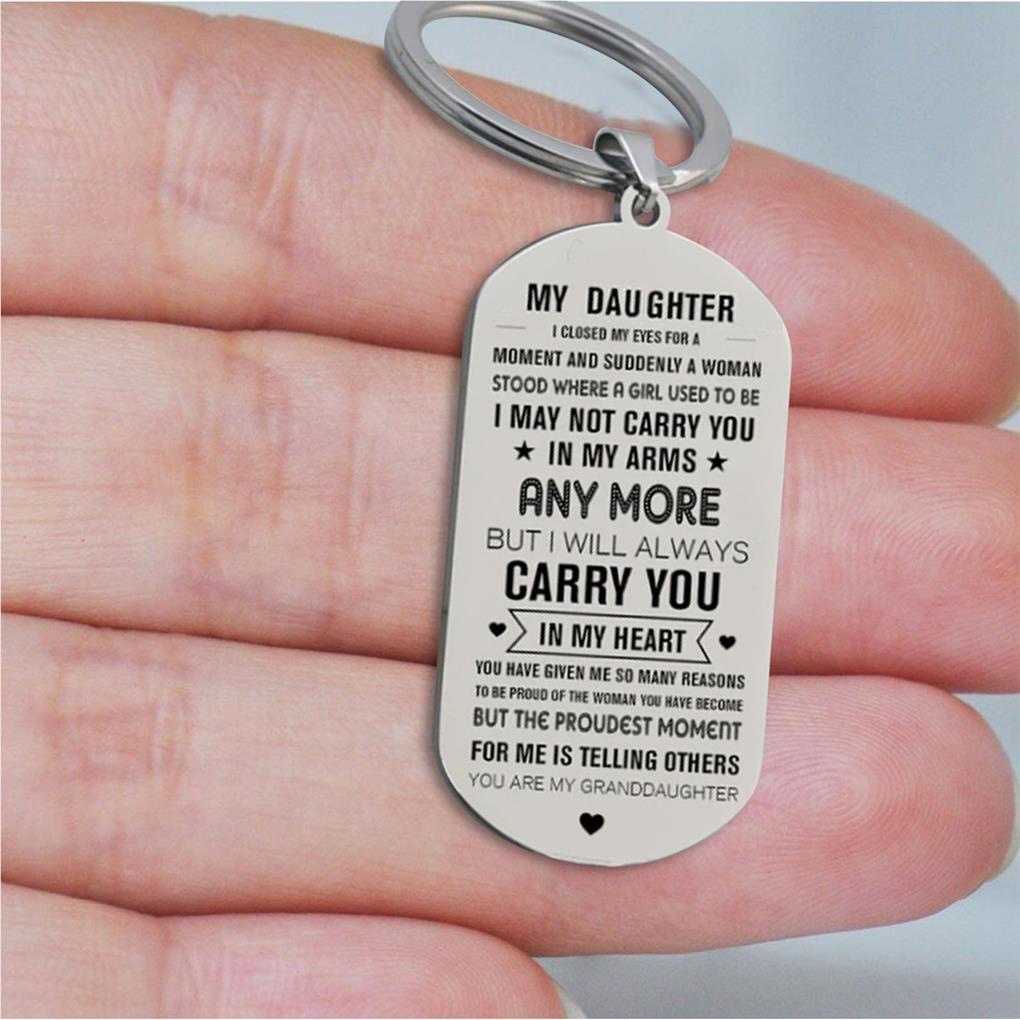 MY DAUGHTER
I CLOSED MY EYES FOR A
MOMENT AND SUDDENLY A WOMAN
STOOD WHERE A GIRL USED TO BE
I MAY NOT CARRY YOU
IN MY ARMS
ANY MORE
BUT I WILL ALWAYS
CARRY YOU
IN MY HEART
YOU HAVE GIVEN ME SO MANY REASONS
TO BE PROUD OF THE WOMAN YOU HAVE BECOME
BUT THE PROUDEST MOMENT
FOR ME IS TELLING OTHERS
YOU ARE MY GRANDDAUGHTER